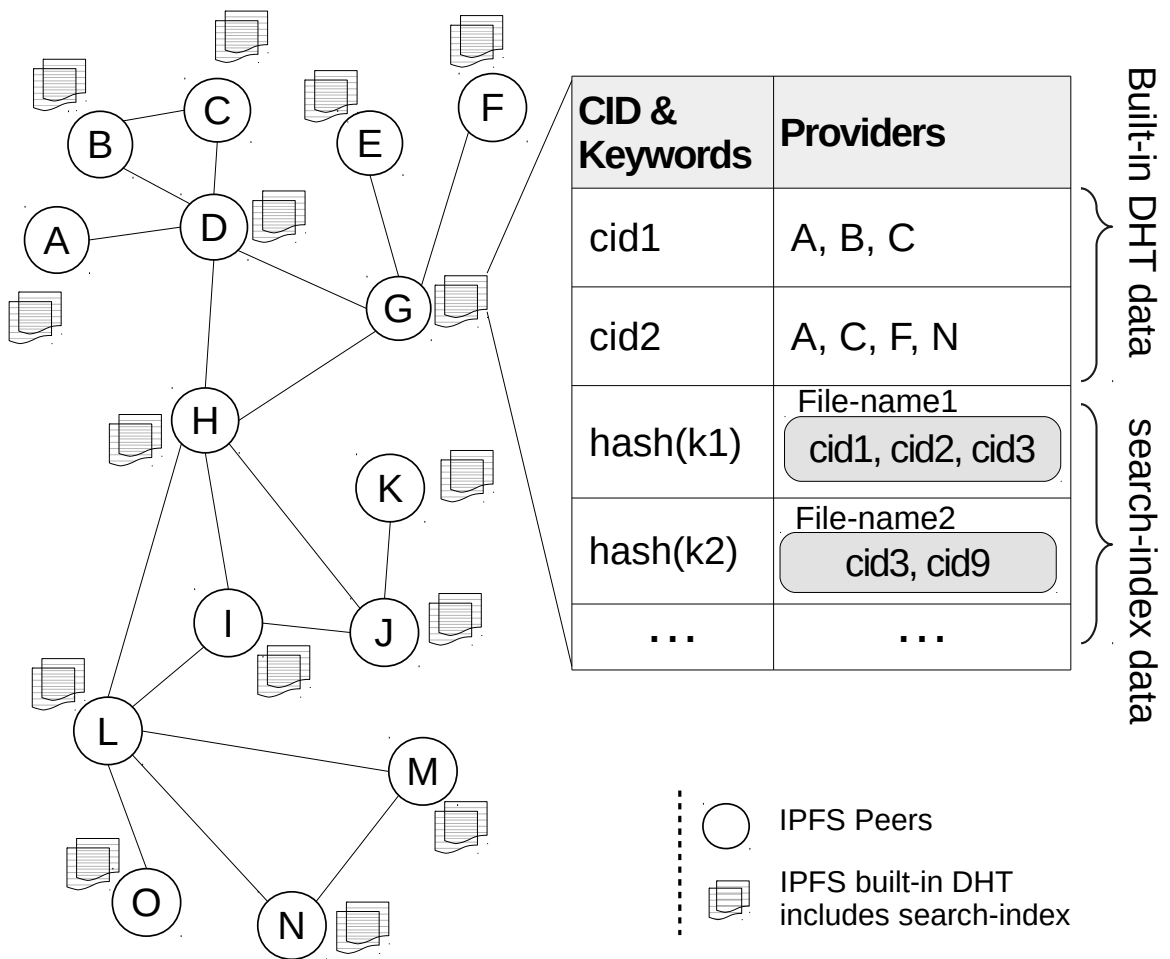 C
F
B
E
D
A
G
H
K
I
J
L
M
O
N
CID &
Keywords
Providers
cid1
A, B, C
cid2
A, C, F, N
hash(k1)
File-name1
cid1, cid2, cid3
hash(k2)
File-name2
cid3, cid9
...
...
Built-in DHT data
search-index data
IPFS Peers
IPFS built-in DHT
includes search-index